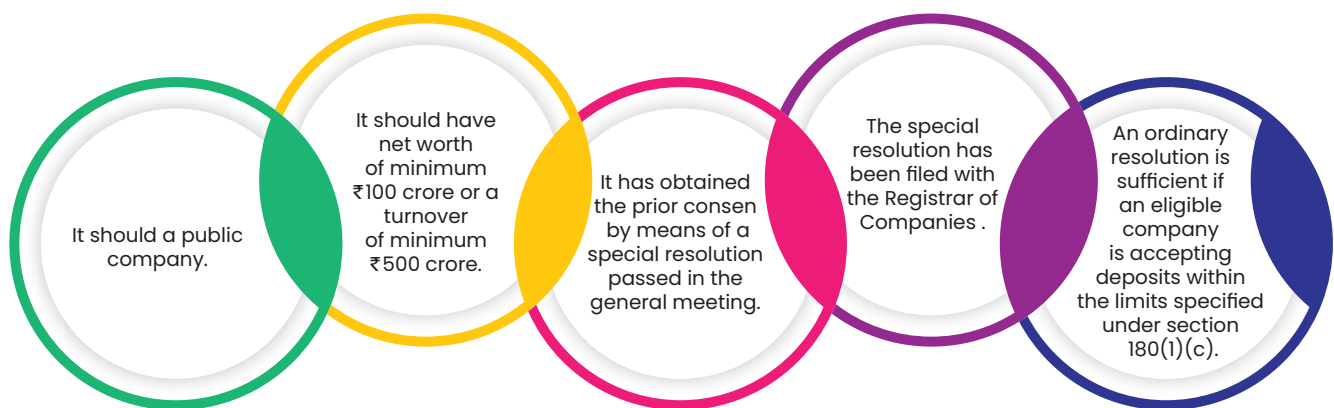 It should a public
company.
It should have
net worth
of minimum
₹100 crore or a
turnover
of minimum
₹500 crore.
It has obtained
the prior consen
by means of a
special resolution
passed in the
general meeting.
The special
resolution has
been filed with
the Registrar of
Companies .
An ordinary
resolution is
sufficient if
an eligible
company
is accepting
deposits within
the limits specified
under section
180(1)(c).